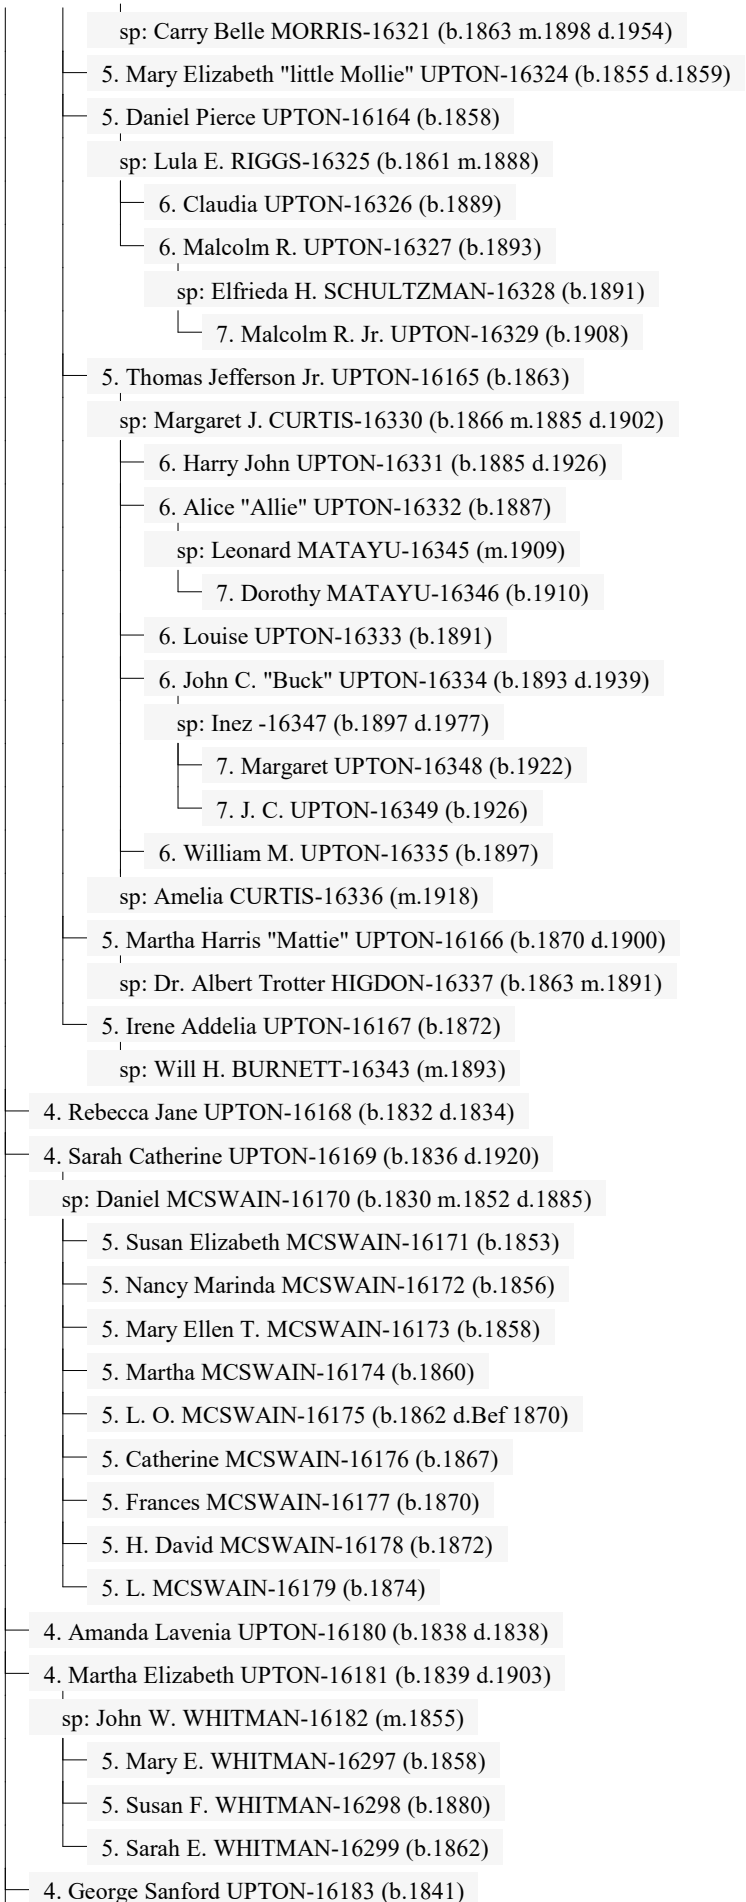 sp: Carry Belle MORRIS-16321 (b.1863 m.1898 d.1954)
5. Mary Elizabeth "little Mollie" UPTON-16324 (b.1855 d.1859)
5. Daniel Pierce UPTON-16164 (b.1858)
sp: Lula E. RIGGS-16325 (b.1861 m.1888)
6. Claudia UPTON-16326 (b.1889)
6. Malcolm R. UPTON-16327 (b.1893)
sp: Elfrieda H. SCHULTZMAN-16328 (b.1891)
7. Malcolm R. Jr. UPTON-16329 (b.1908)
5. Thomas Jefferson Jr. UPTON-16165 (b.1863)
sp: Margaret J. CURTIS-16330 (b.1866 m.1885 d.1902)
6. Harry John UPTON-16331 (b.1885 d.1926)
6. Alice "Allie" UPTON-16332 (b.1887)
sp: Leonard MATAYU-16345 (m.1909)
7. Dorothy MATAYU-16346 (b.1910)
6. Louise UPTON-16333 (b.1891)
6. John C. "Buck" UPTON-16334 (b.1893 d.1939)
sp: Inez -16347 (b.1897 d.1977)
7. Margaret UPTON-16348 (b.1922)
7. J. C. UPTON-16349 (b.1926)
6. William M. UPTON-16335 (b.1897)
sp: Amelia CURTIS-16336 (m.1918)
5. Martha Harris "Mattie" UPTON-16166 (b.1870 d.1900)
sp: Dr. Albert Trotter HIGDON-16337 (b.1863 m.1891)
5. Irene Addelia UPTON-16167 (b.1872)
sp: Will H. BURNETT-16343 (m.1893)
4. Rebecca Jane UPTON-16168 (b.1832 d.1834)
4. Sarah Catherine UPTON-16169 (b.1836 d.1920)
sp: Daniel MCSWAIN-16170 (b.1830 m.1852 d.1885)
5. Susan Elizabeth MCSWAIN-16171 (b.1853)
5. Nancy Marinda MCSWAIN-16172 (b.1856)
5. Mary Ellen T. MCSWAIN-16173 (b.1858)
5. Martha MCSWAIN-16174 (b.1860)
5. L. O. MCSWAIN-16175 (b.1862 d.Bef 1870)
5. Catherine MCSWAIN-16176 (b.1867)
5. Frances MCSWAIN-16177 (b.1870)
5. H. David MCSWAIN-16178 (b.1872)
5. L. MCSWAIN-16179 (b.1874)
4. Amanda Lavenia UPTON-16180 (b.1838 d.1838)
4. Martha Elizabeth UPTON-16181 (b.1839 d.1903)
sp: John W. WHITMAN-16182 (m.1855)
5. Mary E. WHITMAN-16297 (b.1858)
5. Susan F. WHITMAN-16298 (b.1880)
5. Sarah E. WHITMAN-16299 (b.1862)
4. George Sanford UPTON-16183 (b.1841)